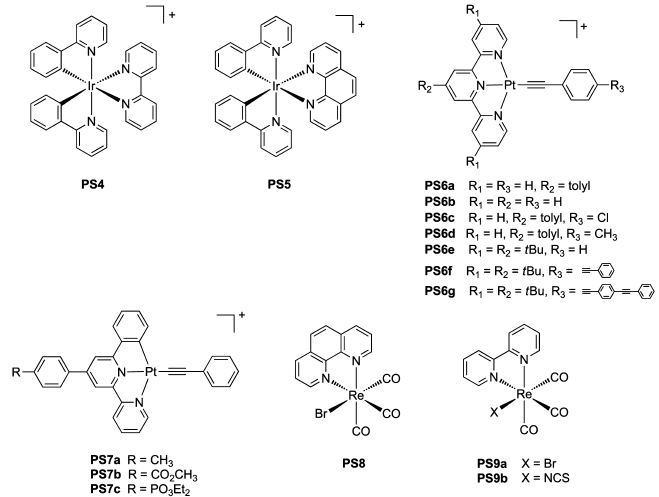 +
N
N
Ir
N
N
PS4
+
N
N
Ir
N
N
PS5
+
R₁
N
R₂ N Pt R₃
N
R₁
PS6a R₁ = R₃ = H, R₂ = tolyl
PS6b R₁ = R₂ = R₃ = H
PS6c R₁ = H, R₂ = tolyl, R₃ = Cl
PS6d R₁ = H, R₂ = tolyl, R₃ = CH₃
PS6e R₁ = R₂ = tBu, R₃ = H
PS6f R₁ = R₂ = tBu, R₃ =
PS6g R₁ = R₂ = tBu, R₃ =
+
R N Pt
N
PS7a R = CH₃
PS7b R = CO₂CH₃
PS7c R = PO₃Et₂
N
N CO
Re
Br CO
CO
PS8
N N
CO
Re
X CO
CO
PS9a X = Br
PS9b X = NCS